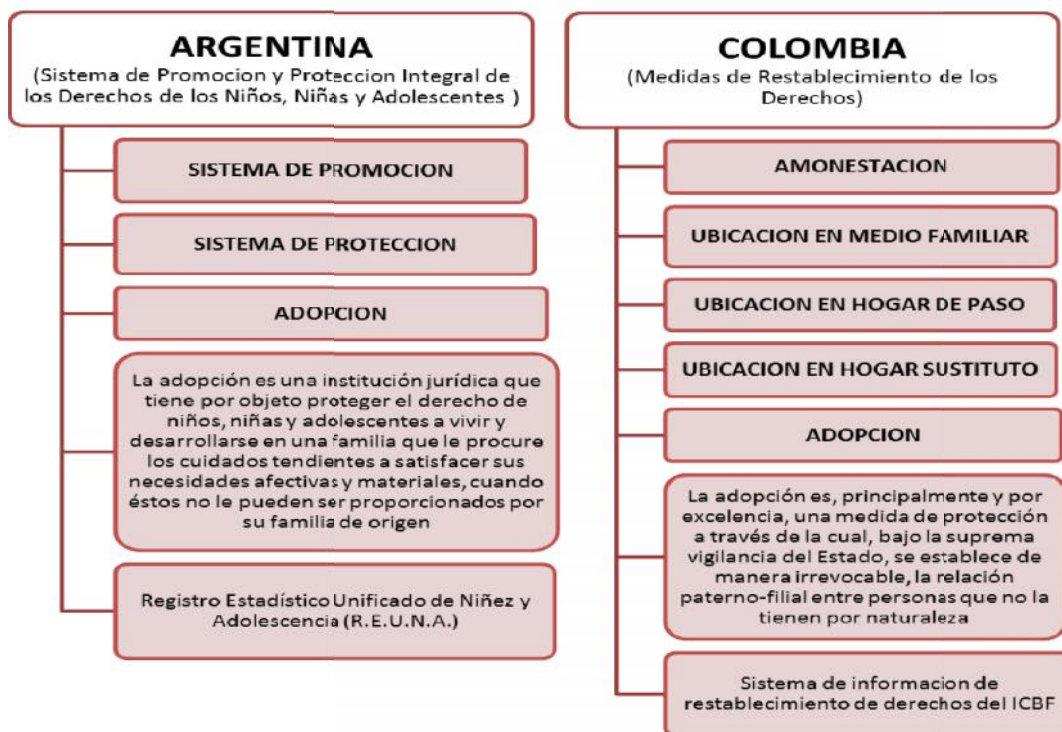 ARGENTINA
(Sistema de Promocion y Proteccion Integral de
los Derechos de los Niños, Niñas y Adolescentes )
SISTEMA DE PROMOCION
SISTEMA DE PROTECCION
ADOPCION
La adopción es una institución jurídica que
tiene por objeto proteger el derecho de
niños, niñas y adolescentes a vivir y
desarrollarse en una familia que le procure
los cuidados tendientes a satisfacer sus
necesidades afectivas y materiales, cuando
éstos no le pueden ser proporcionados por
su familia de origen
Registro Estadístico Unificado de Niñez y
Adolescencia (R.E.U.N.A.)
COLOMBIA
(Medidas de Restablecimiento de los
Derechos)
AMONESTACION
UBICACION EN MEDIO FAMILIAR
UBICACION EN HOGAR DE PASO
UBICACION EN HOGAR SUSTITUTO
ADOPCION
La adopción es, principalmente y por
excelencia, una medida de protección
a través de la cual, bajo la suprema
vigilancia del Estado, se establece de
manera irrevocable, la relación
paterno-filial entre personas que no la
tienen por naturaleza
Sistema de informacion de
restablecimiento de derechos del ICBF